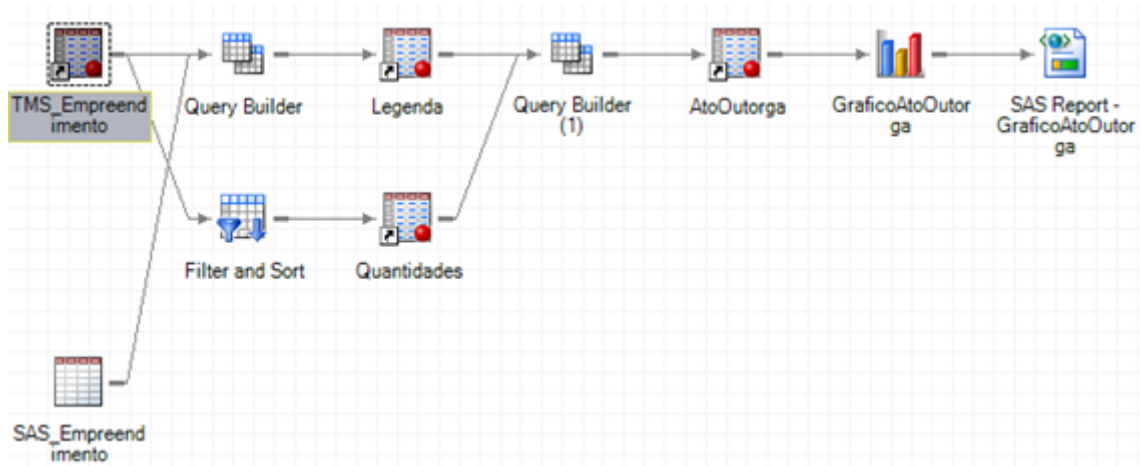 TMS_Empreend
imento
Query Builder
Legenda
Query Builder
(1)
AtoOutorga
GraficoAtoOutor
ga
SAS Report -
GraficoAtoOutor
ga
Filter and Sort
Quantidades
SAS_Empreend
imento